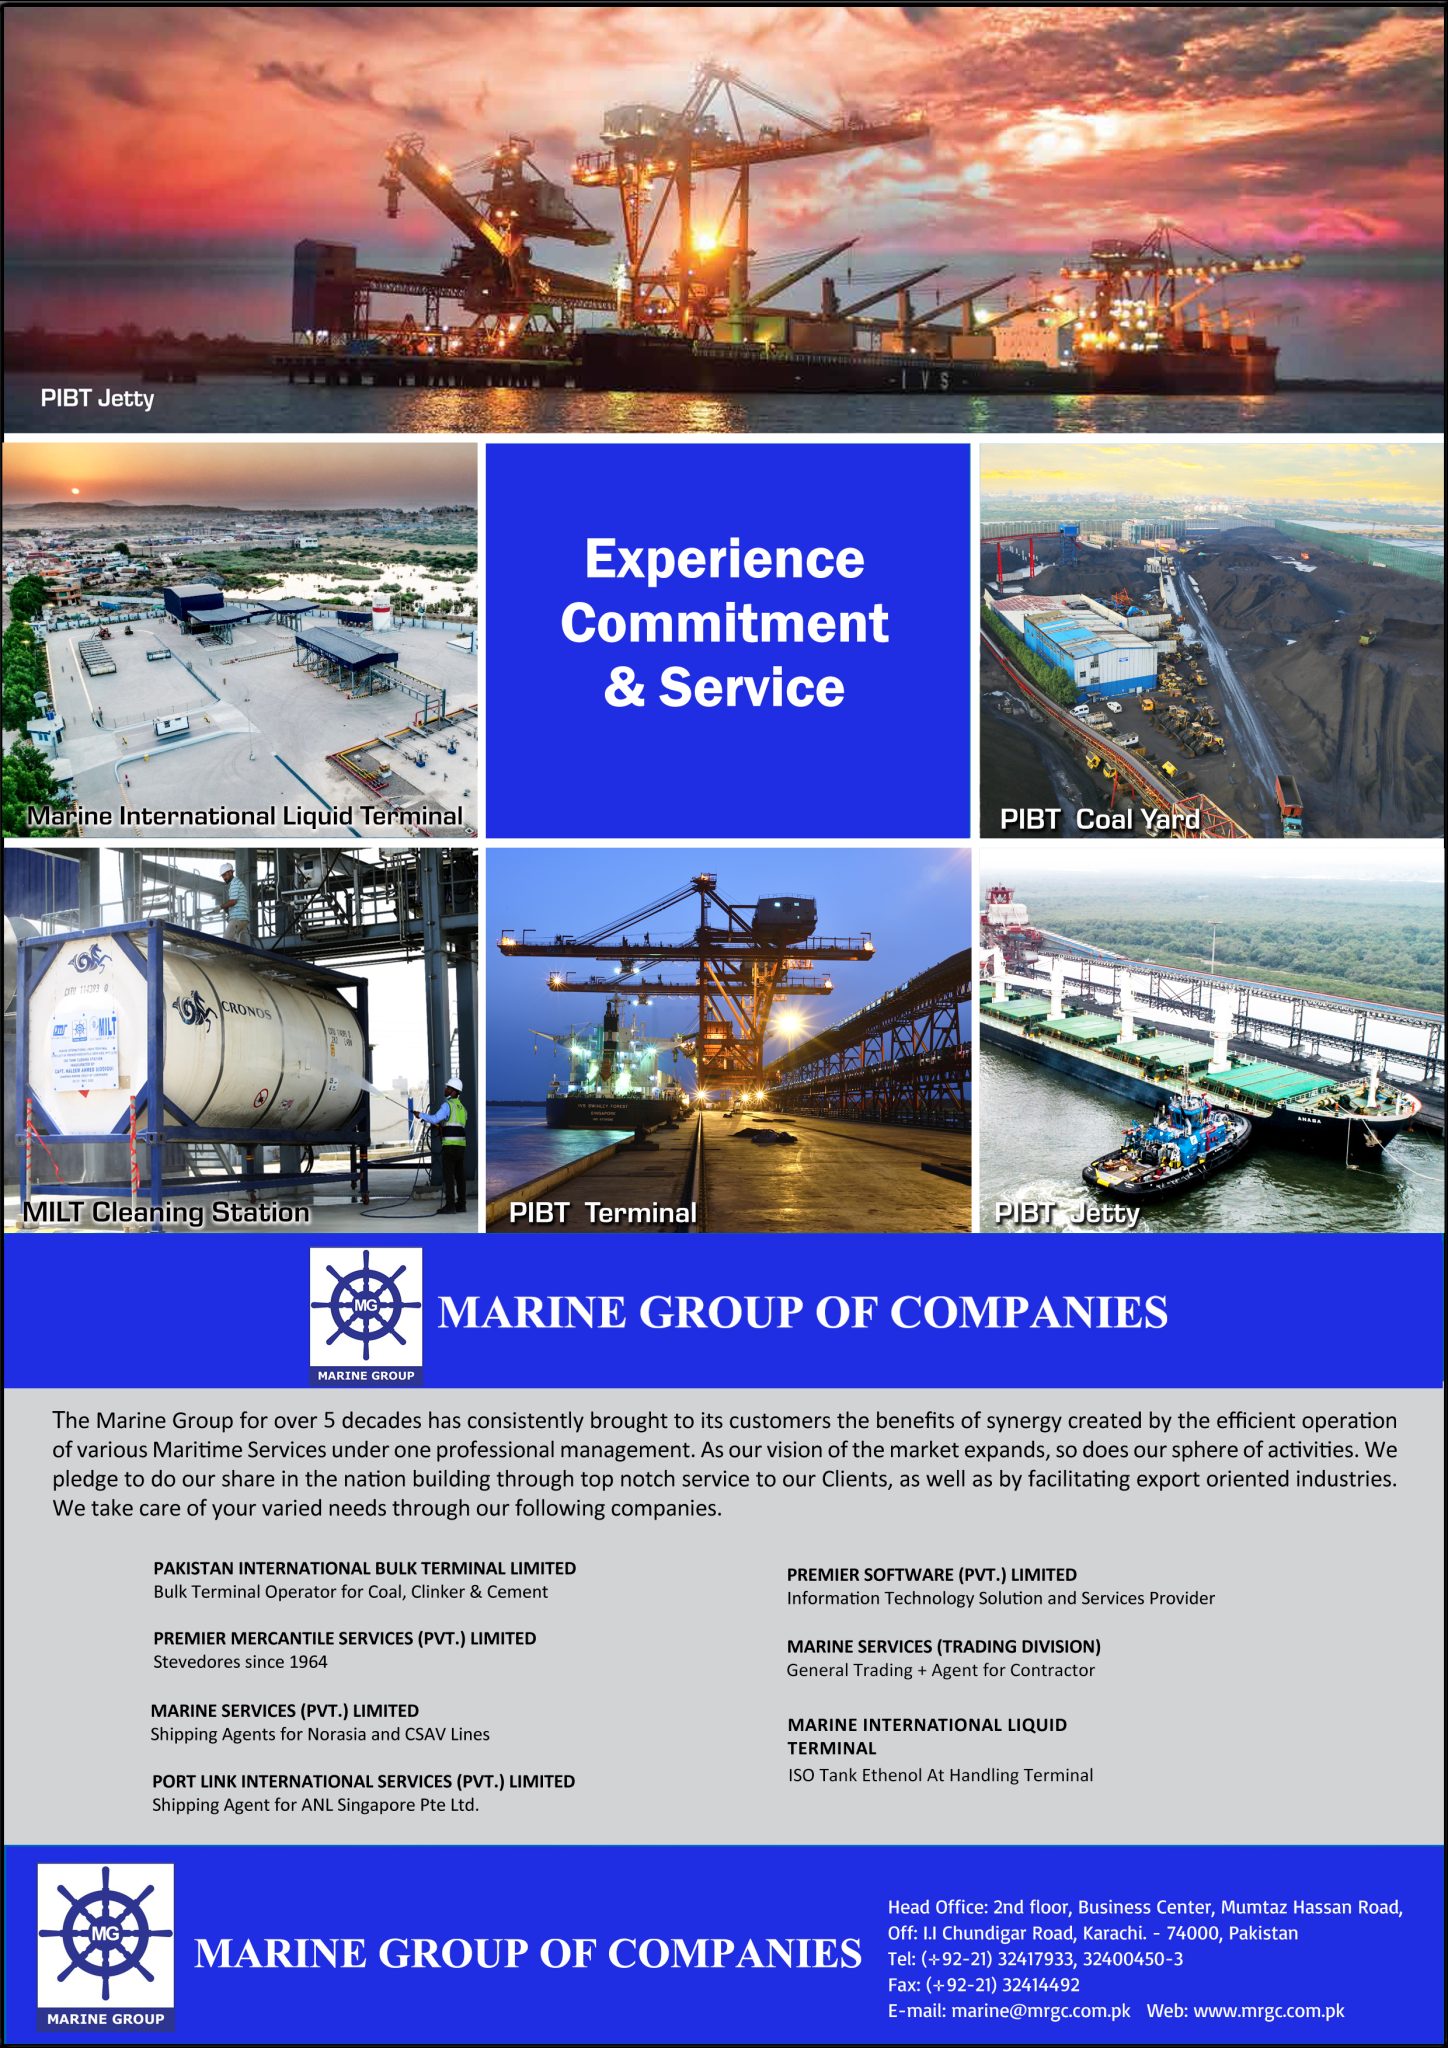 I V S
PIBT Jetty
Experience
Commitment
& Service
Marine International Liquid Terminal
PIBT Coal Yard
CRONOS
MILT
MILT Cleaning Station
IVS SWINLEY FOREST
SINGAPORE
PIBT Terminal
PIBT Jetty
MG
MARINE GROUP
MARINE GROUP OF COMPANIES
The Marine Group for over 5 decades has consistently brought to its customers the benefits of synergy created by the efficient operation
of various Maritime Services under one professional management. As our vision of the market expands, so does our sphere of activities. We
pledge to do our share in the nation building through top notch service to our Clients, as well as by facilitating export oriented industries.
We take care of your varied needs through our following companies.
PAKISTAN INTERNATIONAL BULK TERMINAL LIMITED
Bulk Terminal Operator for Coal, Clinker & Cement
PREMIER MERCANTILE SERVICES (PVT.) LIMITED
Stevedores since 1964
MARINE SERVICES (PVT.) LIMITED
Shipping Agents for Norasia and CSAV Lines
PORT LINK INTERNATIONAL SERVICES (PVT.) LIMITED
Shipping Agent for ANL Singapore Pte Ltd.
PREMIER SOFTWARE (PVT.) LIMITED
Information Technology Solution and Services Provider
MARINE SERVICES (TRADING DIVISION)
General Trading + Agent for Contractor
MARINE INTERNATIONAL LIQUID
TERMINAL
ISO Tank Ethenol At Handling Terminal
MG
MARINE GROUP
MARINE GROUP OF COMPANIES
Head Office: 2nd floor, Business Center, Mumtaz Hassan Road,
Off: I.I Chundigar Road, Karachi. - 74000, Pakistan
Tel: (+92-21) 32417933, 32400450-3
Fax: (+92-21) 32414492
E-mail: marine@mrgc.com.pk Web: www.mrgc.com.pk